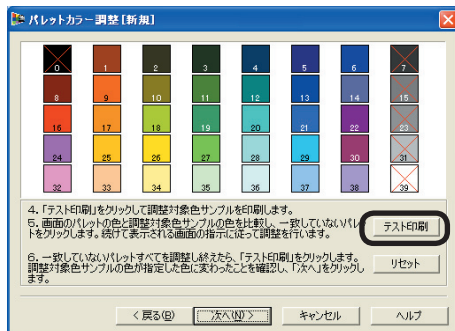 パレットカラー調整[新規]
0 1 2 3 4 5 6 7
8 9 10 11 12 13 14 15
16 17 18 19 20 21 22 23
24 25 26 27 28 29 30 31
32 33 34 35 36 37 38 39
4.「テスト印刷」をクリックして調整対象色サンプルを印刷します。
5. 画面のパレットの色と調整対象色サンプルの色を比較し、一致していないパレッ
トをクリックします。続けて表示される画面の指示に従って調整を行います。
テスト印刷
6. 一致していないパレットすべてを調整し終えたら、「テスト印刷」をクリックします。
調整対象色サンプルの色が指定した色に変わったことを確認し、「次へ」をクリックし
ます。
リセット
< 戻る(B) 次へ(N) > キャンセル ヘルプ